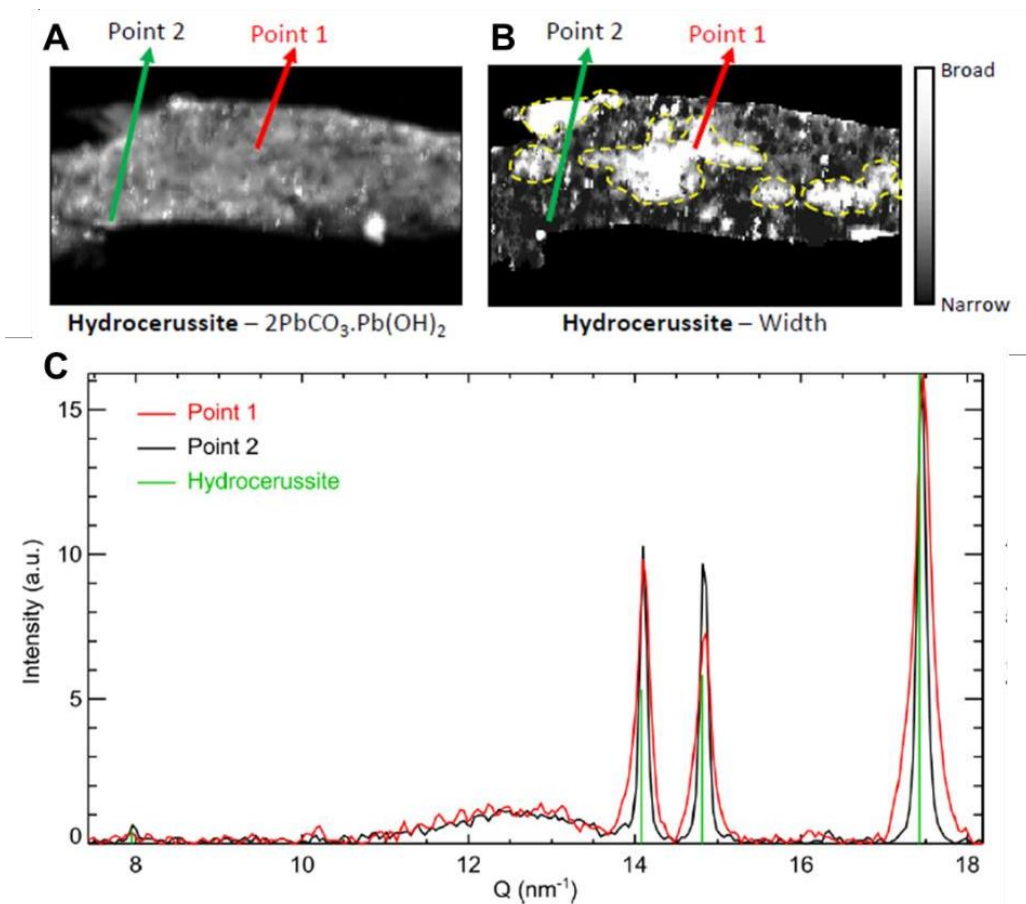 A Point 2 Point 1
B Point 2 Point 1
Broad
Narrow
Hydrocerussite – 2PbCO₃.Pb(OH)₂
Hydrocerussite – Width
C
Point 1
Point 2
Hydrocerussite
15
10
5
0
Intensity (a.u.)
8 10 12 14 16 18
Q (nm⁻¹)